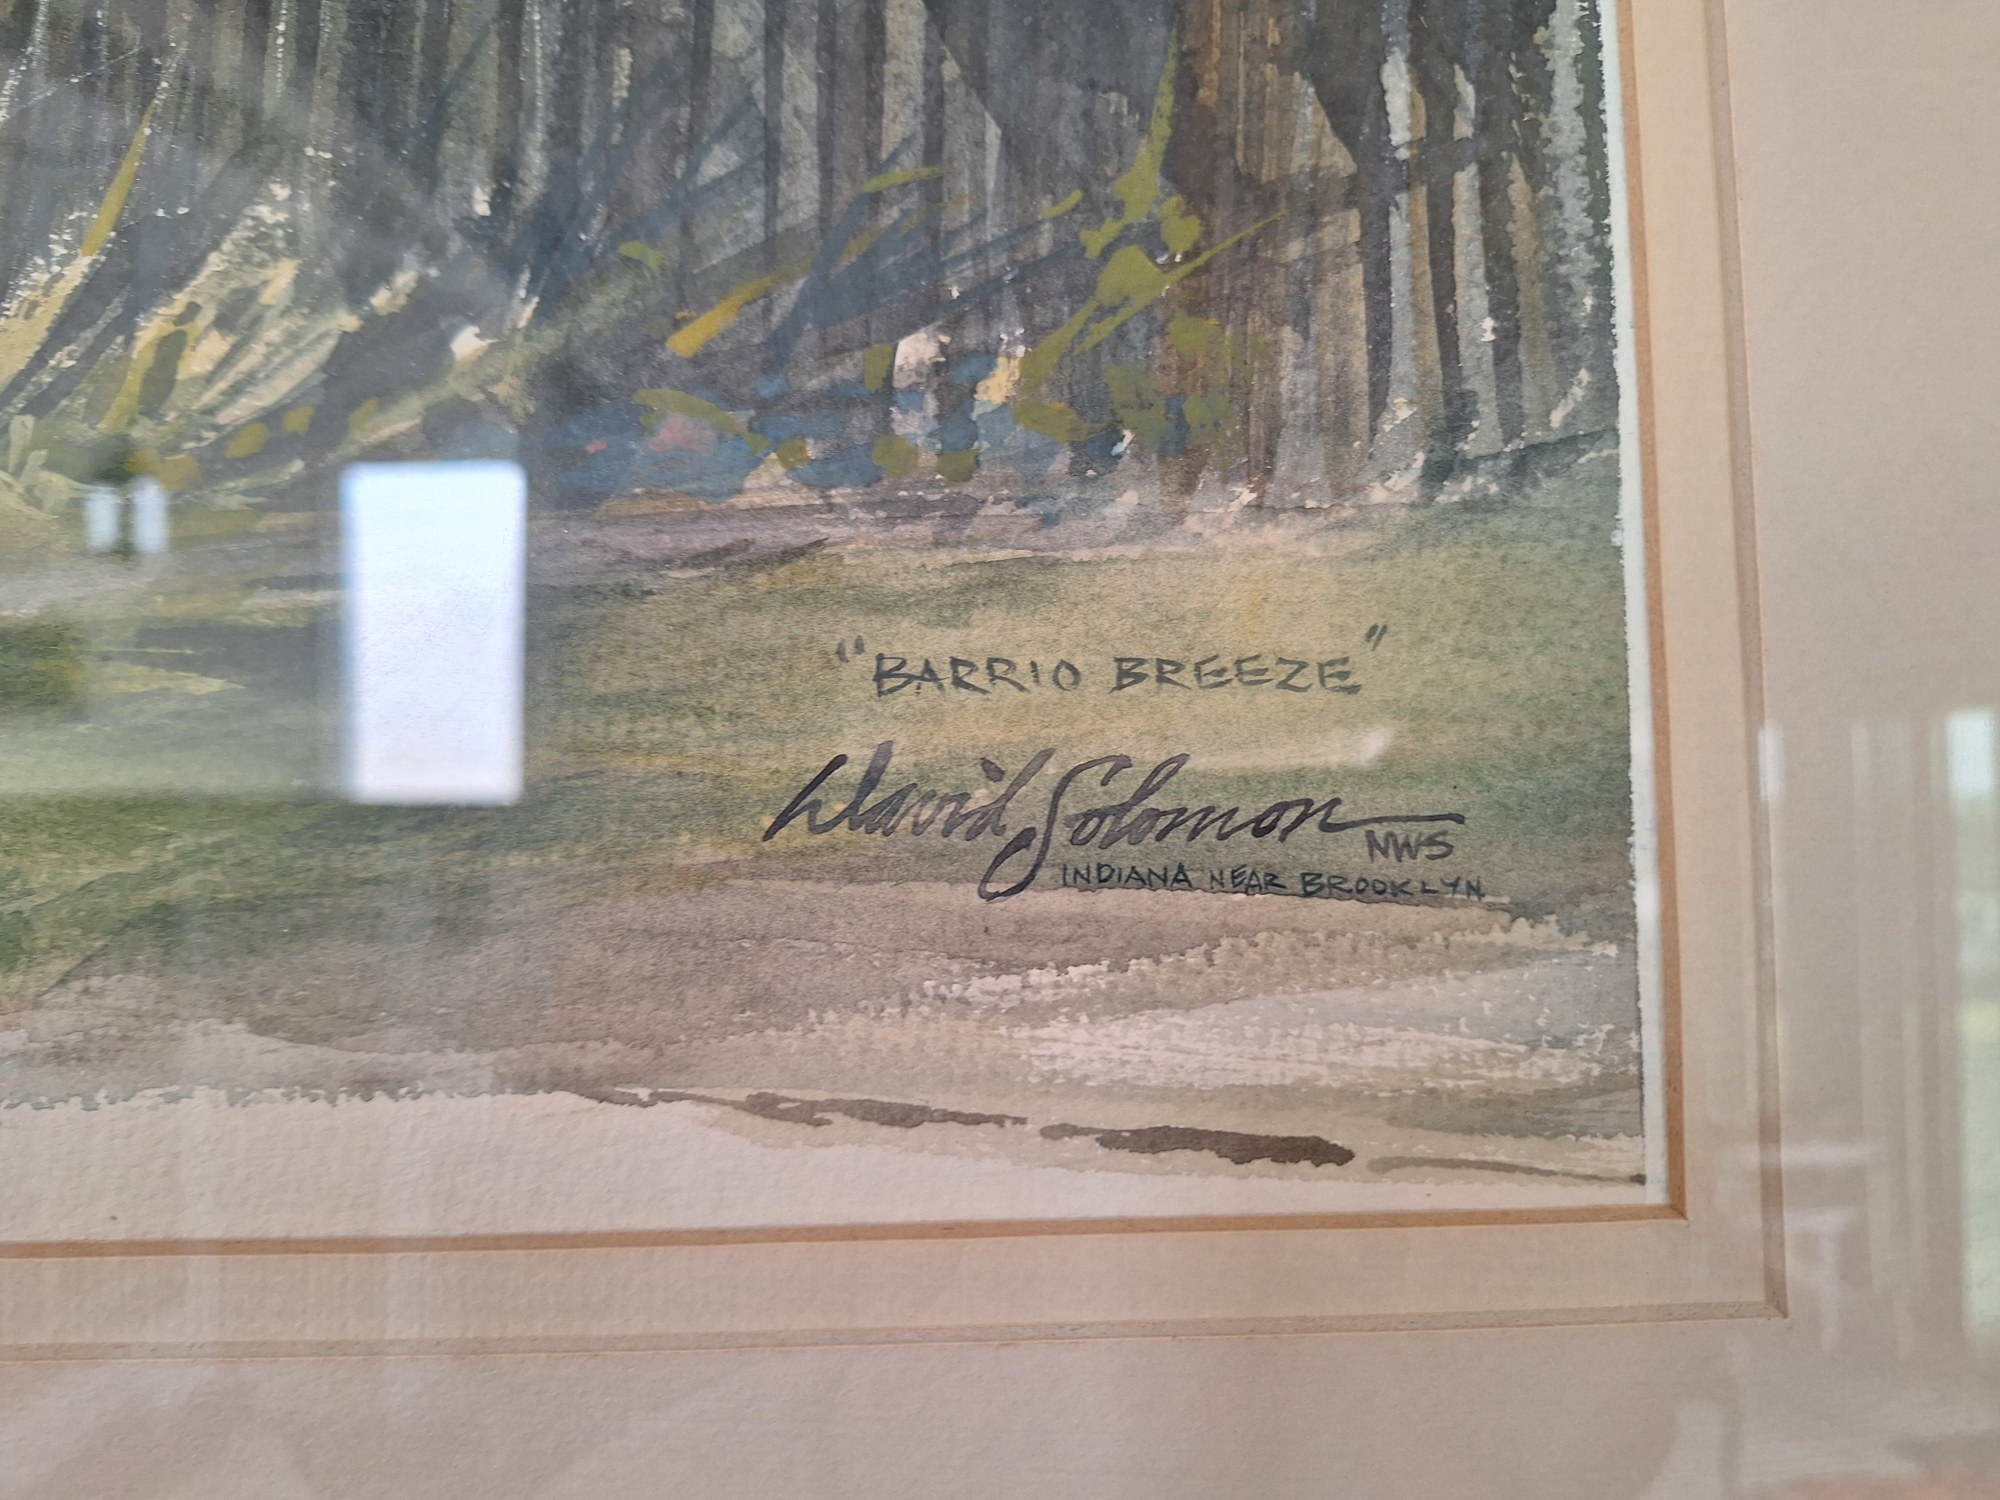 "BARRIO BREEZE"
David Solomon
NWS
INDIANA NEAR BROOKLYN